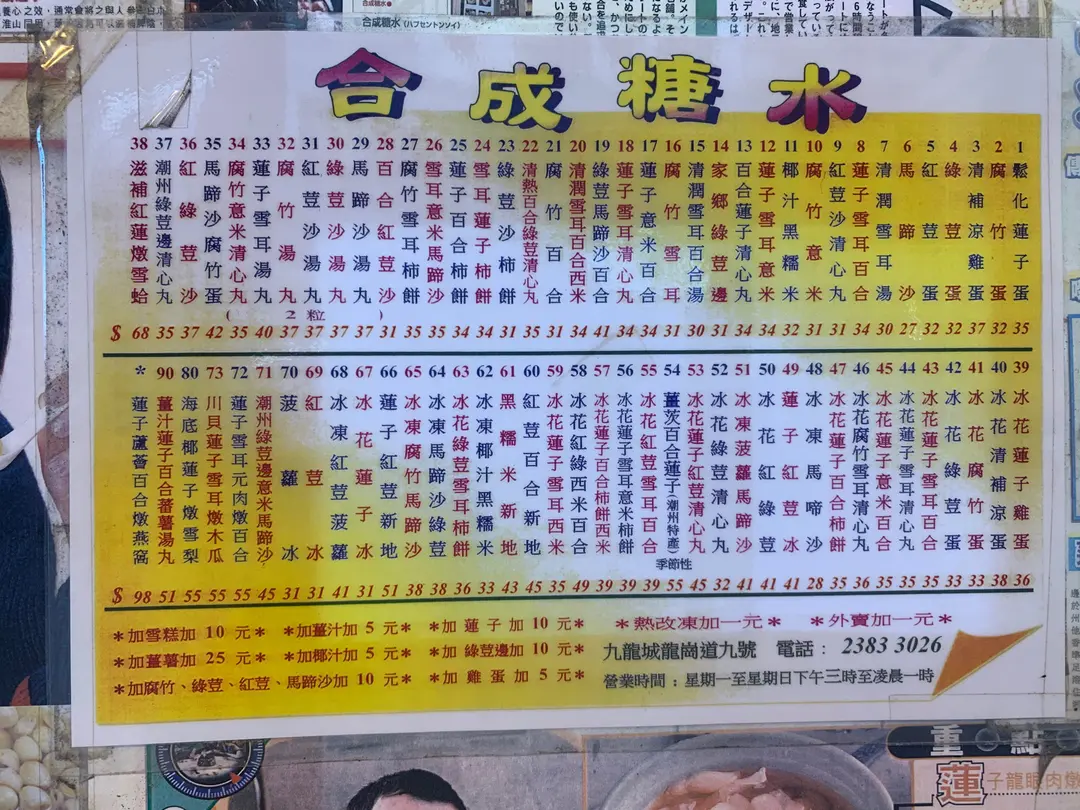 合成糖水
1 鬆化蓮子蛋 35
2 腐竹蛋 32
3 清補涼雞蛋 37
4 綠荳蛋 32
5 紅荳蛋 32
6 馬蹄沙 27
7 清潤雪耳湯 30
8 蓮子雪耳百合 34
9 紅荳沙清心丸 31
10 腐竹意米 31
11 椰汁黑糯米 32
12 蓮子雪耳意米 34
13 百合蓮子清心丸 34
14 家鄉綠荳邊 31
15 清潤雪耳百合湯 30
16 腐竹雪耳 31
17 蓮子意米百合 34
18 蓮子雪耳清心丸 34
19 綠荳馬蹄沙百合 41
20 清潤雪耳百合西米 34
21 腐竹百合 31
22 清熱百合綠荳清心丸 35
23 綠荳沙柿餅 31
24 雪耳蓮子柿餅 34
25 蓮子百合柿餅 34
26 雪耳意米馬蹄沙 35
27 腐竹雪耳柿餅 35
28 百合紅荳沙 31
29 馬蹄沙湯丸 37
30 綠荳沙湯丸 37
31 紅荳沙湯丸 37
32 腐竹湯丸 37
33 蓮子雪耳湯丸 40
34 腐竹意米清心丸 35
35 馬蹄沙腐竹蛋 42
36 紅綠荳沙 37
37 潮州綠荳邊清心丸 35
38 滋補紅蓮燉雪蛤 68
( 2粒 )
$
39 冰花蓮子雞蛋 36
40 冰凍清補涼蛋 38
41 冰花腐竹蛋 33
42 冰花綠荳蛋 33
43 冰花蓮子雪耳百合 35
44 冰花蓮子雪耳清心丸 35
45 冰花蓮子意米百合 35
46 冰花腐竹雪耳清心丸 36
47 冰花蓮子百合柿餅 35
48 冰凍馬啼沙 28
49 蓮子紅荳冰 41
50 冰花紅綠荳 41
51 冰凍菠蘿馬蹄沙 41
52 冰花綠荳清心丸 32
53 冰花蓮子紅荳清心丸 45
54 薑茨百合蓮子(潮州特產) 季節性 55
55 冰花紅荳雪耳百合 39
56 冰花蓮子雪耳意米柿餅 39
57 冰花蓮子百合柿餅西米 39
58 冰花紅綠西米百合 49
59 冰花蓮子雪耳西米 35
60 紅荳百合新地 45
61 黑糯米新地 43
62 冰凍椰汁黑糯米 33
63 冰花綠荳雪耳柿餅 36
64 冰凍馬蹄沙綠荳 38
65 冰凍腐竹馬蹄沙 38
66 蓮子紅荳新地 51
67 冰花蓮子冰 41
68 冰凍紅荳菠蘿 41
69 紅荳冰 31
70 菠蘿冰 31
71 潮州綠荳邊意米馬蹄沙 45
72 蓮子雪耳元肉燉百合 55
73 川貝蓮子雪耳燉木瓜 55
80 海底椰蓮子燉雪梨 55
90 薑汁蓮子百合蕃薯湯丸 51
* 蓮子蘆薈百合燉燕窩 98
$
*加雪糕加 10 元* *加薑汁加 5 元* *加蓮子加 10 元*
*加薑薯加 25 元* *加椰汁加 5 元* *加綠荳邊加 10 元*
*加腐竹、綠荳、紅荳、馬蹄沙加 10 元* *加雞蛋加 5 元*
*熱改凍加一元* *外賣加一元*
九龍城龍崗道九號 電話: 2383 3026
營業時間:星期一至星期日下午三時至凌晨一時
合成糖水(ハプセントンソイ)
重點
蓮子龍眼肉燉